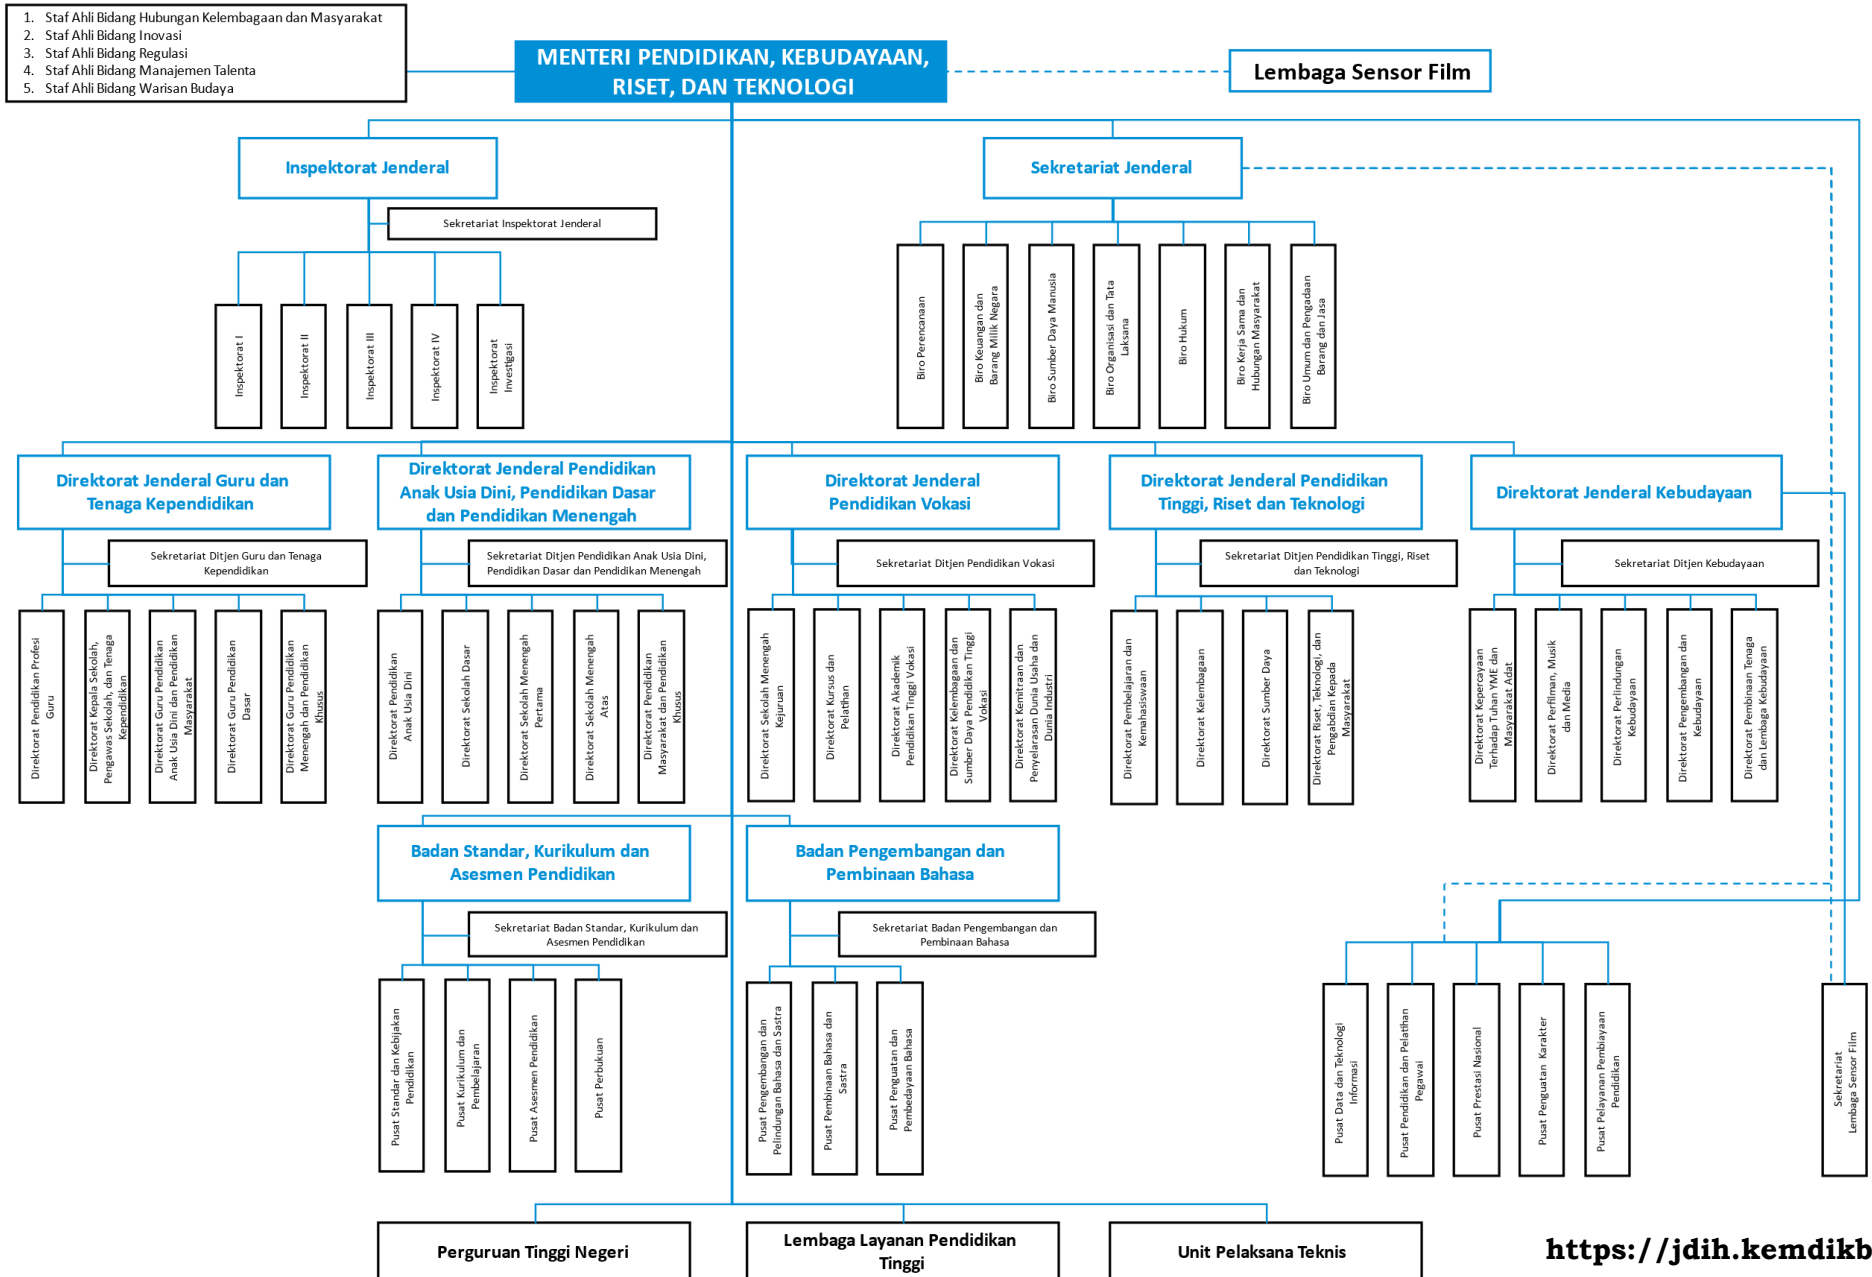 1. Staf Ahli Bidang Hubungan Kelembagaan dan Masyarakat
2. Staf Ahli Bidang Inovasi
3. Staf Ahli Bidang Regulasi
4. Staf Ahli Bidang Manajemen Talenta
5. Staf Ahli Bidang Warisan Budaya
MENTERI PENDIDIKAN, KEBUDAYAAN,
RISET, DAN TEKNOLOGI
Lembaga Sensor Film
Inspektorat Jenderal
Sekretariat Jenderal
Sekretariat Inspektorat Jenderal
Inspektorat I
Inspektorat II
Inspektorat III
Inspektorat IV
Inspektorat
Investigasi
Biro Perencanaan
Biro Keuangan dan
Barang Milik Negara
Biro Sumber Daya Manusia
Biro Organisasi dan Tata
Laksana
Biro Hukum
Biro Kerja Sama dan
Hubungan Masyarakat
Biro Umum dan Pengadaan
Barang dan Jasa
Direktorat Jenderal Guru dan
Tenaga Kependidikan
Direktorat Jenderal Pendidikan
Anak Usia Dini, Pendidikan Dasar
dan Pendidikan Menengah
Direktorat Jenderal
Pendidikan Vokasi
Direktorat Jenderal Pendidikan
Tinggi, Riset dan Teknologi
Direktorat Jenderal Kebudayaan
Sekretariat Ditjen Guru dan Tenaga
Kependidikan
Sekretariat Ditjen Pendidikan Anak Usia Dini,
Pendidikan Dasar dan Pendidikan Menengah
Sekretariat Ditjen Pendidikan Vokasi
Sekretariat Ditjen Pendidikan Tinggi, Riset
dan Teknologi
Sekretariat Ditjen Kebudayaan
Direktorat Pendidikan Profesi
Guru
Direktorat Kepala Sekolah,
Pengawas Sekolah, dan Tenaga
Kependidikan
Direktorat Guru Pendidikan
Anak Usia Dini dan Pendidikan
Masyarakat
Direktorat Guru Pendidikan
Dasar
Direktorat Guru Pendidikan
Menengah dan Pendidikan
Khusus
Direktorat Pendidikan
Anak Usia Dini
Direktorat Sekolah Dasar
Direktorat Sekolah Menengah
Pertama
Direktorat Sekolah Menengah
Atas
Direktorat Pendidikan
Masyarakat dan Pendidikan
Khusus
Direktorat Sekolah Menengah
Kejuruan
Direktorat Kursus dan
Pelatihan
Direktorat Akademik
Pendidikan Tinggi Vokasi
Direktorat Kelembagaan dan
Sumber Daya Pendidikan Tinggi
Vokasi
Direktorat Kemitraan dan
Penyelarasan Dunia Usaha dan
Dunia Industri
Direktorat Pembelajaran dan
Kemahasiswaan
Direktorat Kelembagaan
Direktorat Sumber Daya
Direktorat Riset, Teknologi, dan
Pengabdian Kepada
Masyarakat
Direktorat Kepercayaan
Terhadap Tuhan YME dan
Masyarakat Adat
Direktorat Perfilman, Musik
dan Media
Direktorat Perlindungan
Kebudayaan
Direktorat Pengembangan dan
Kebudayaan
Direktorat Pembinaan Tenaga
dan Lembaga Kebudayaan
Badan Standar, Kurikulum dan
Asesmen Pendidikan
Badan Pengembangan dan
Pembinaan Bahasa
Sekretariat Badan Standar, Kurikulum dan
Asesmen Pendidikan
Sekretariat Badan Pengembangan dan
Pembinaan Bahasa
Pusat Standar dan Kebijakan
Pendidikan
Pusat Kurikulum dan
Pembelajaran
Pusat Asesmen Pendidikan
Pusat Perbukuan
Pusat Pengembangan dan
Pelindungan Bahasa dan Sastra
Pusat Pembinaan Bahasa dan
Sastra
Pusat Penguatan dan
Pembedayaan Bahasa
Pusat Data dan Teknologi
Informasi
Pusat Pendidikan dan Pelatihan
Pegawai
Pusat Prestasi Nasional
Pusat Penguatan Karakter
Pusat Pelayanan Pembiayaan
Pendidikan
Sekretariat
Lembaga Sensor Film
Perguruan Tinggi Negeri
Lembaga Layanan Pendidikan
Tinggi
Unit Pelaksana Teknis
https://jdih.kemdikb